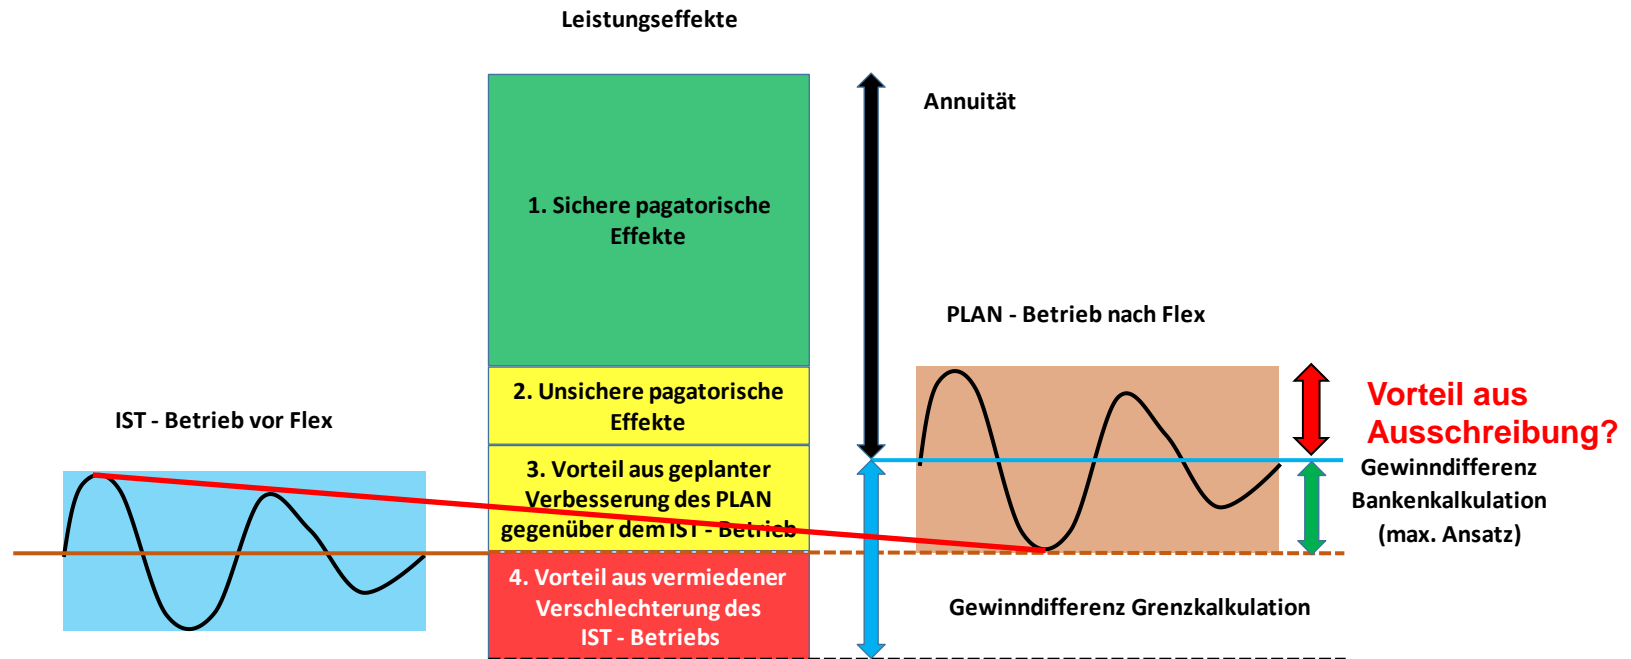 Leistungseffekte
Annuität
1. Sichere pagatorische
Effekte
PLAN - Betrieb nach Flex
2. Unsichere pagatorische
Effekte
IST - Betrieb vor Flex
Vorteil aus
Ausschreibung?
3. Vorteil aus geplanter
Verbesserung des PLAN
gegenüber dem IST - Betrieb
Gewinndifferenz
Bankenkalkulation
(max. Ansatz)
4. Vorteil aus vermiedener
Verschlechterung des
IST - Betriebs
Gewinndifferenz Grenzkalkulation